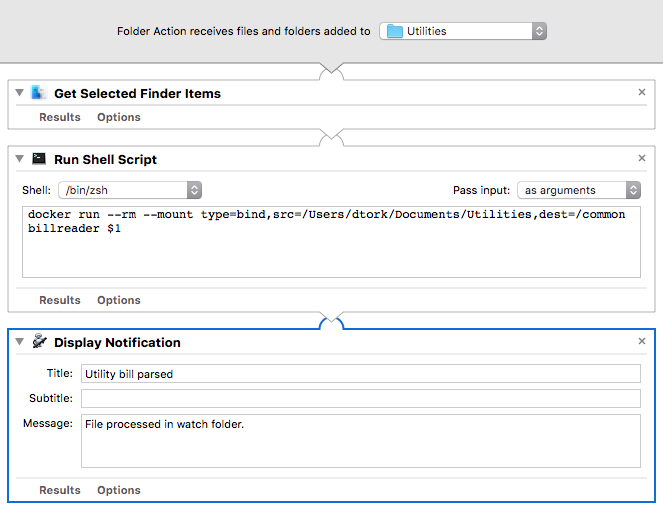 Folder Action receives files and folders added to Utilities
Get Selected Finder Items
Results Options
Run Shell Script
Shell: /bin/zsh Pass input: as arguments
docker run --rm --mount type=bind,src=/Users/dtork/Documents/Utilities,dest=/common
billreader $1
Results Options
Display Notification
Title: Utility bill parsed
Subtitle:
Message: File processed in watch folder.
Results Options